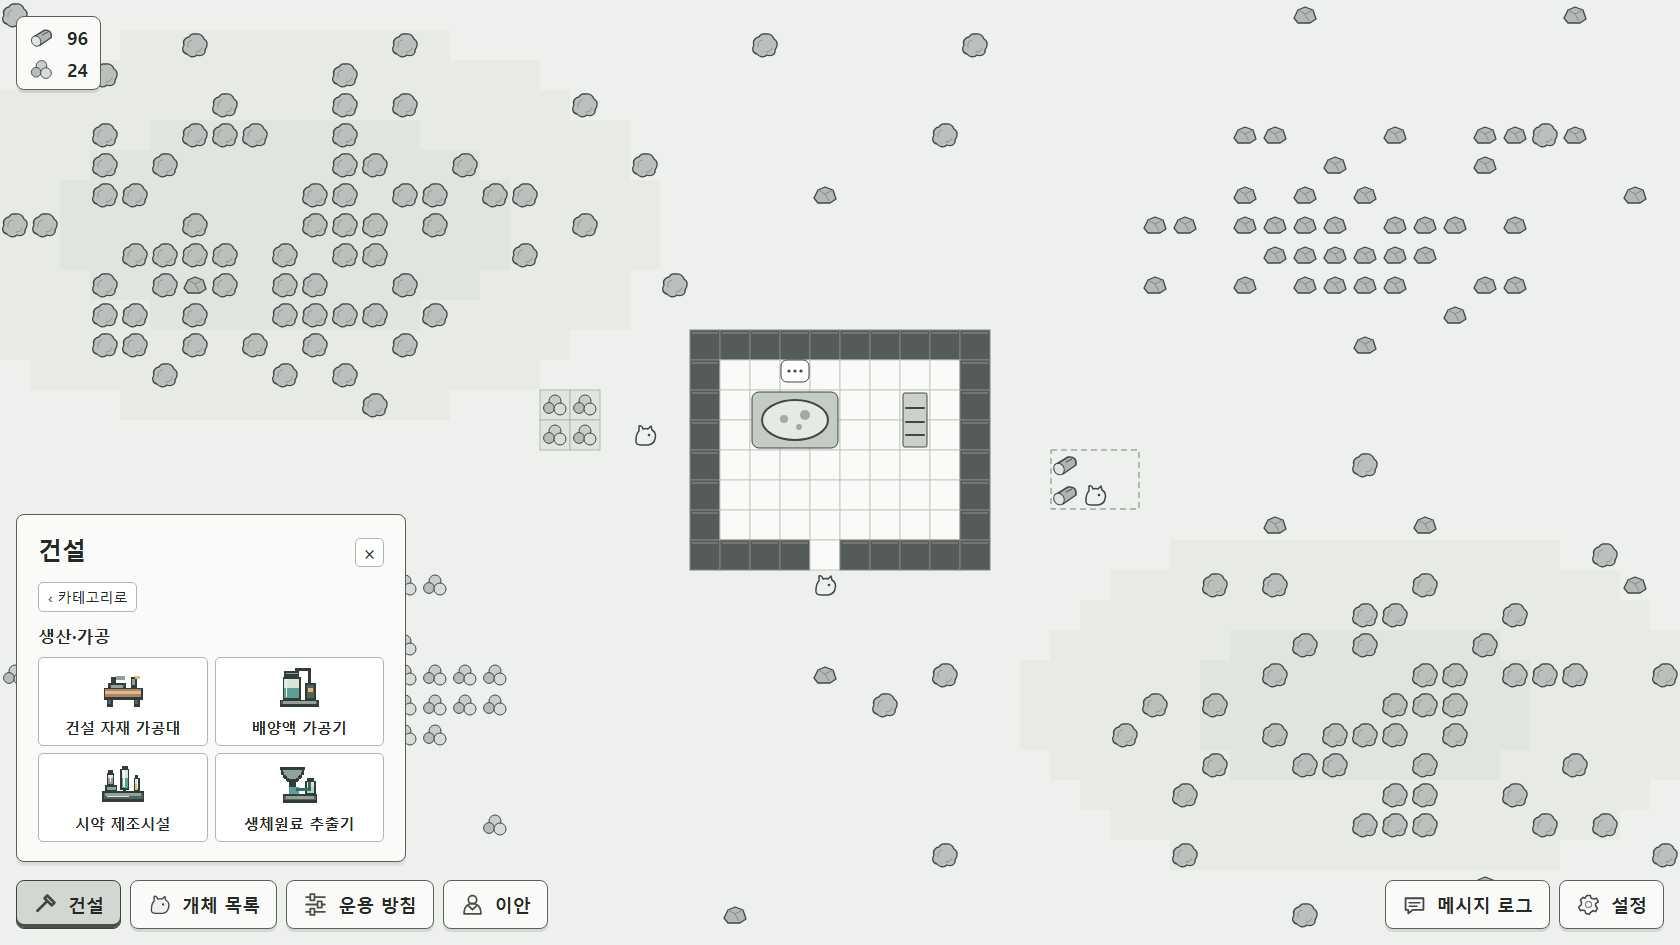 96
24
건설
×
‹ 카테고리로
생산·가공
건설 자재 가공대
배양액 가공기
시약 제조시설
생체원료 추출기
건설
개체 목록
운용 방침
이안
메시지 로그
설정